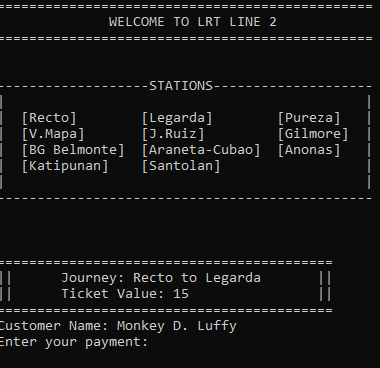 ===============================================
WELCOME TO LRT LINE 2
===============================================
-------------------STATIONS--------------------
| |
| [Recto] [Legarda] [Pureza] |
| [V.Mapa] [J.Ruiz] [Gilmore] |
| [BG Belmonte] [Araneta-Cubao] [Anonas] |
| [Katipunan] [Santolan] |
| |
-----------------------------------------------
==========================================
|| Journey: Recto to Legarda ||
|| Ticket Value: 15 ||
==========================================
Customer Name: Monkey D. Luffy
Enter your payment: